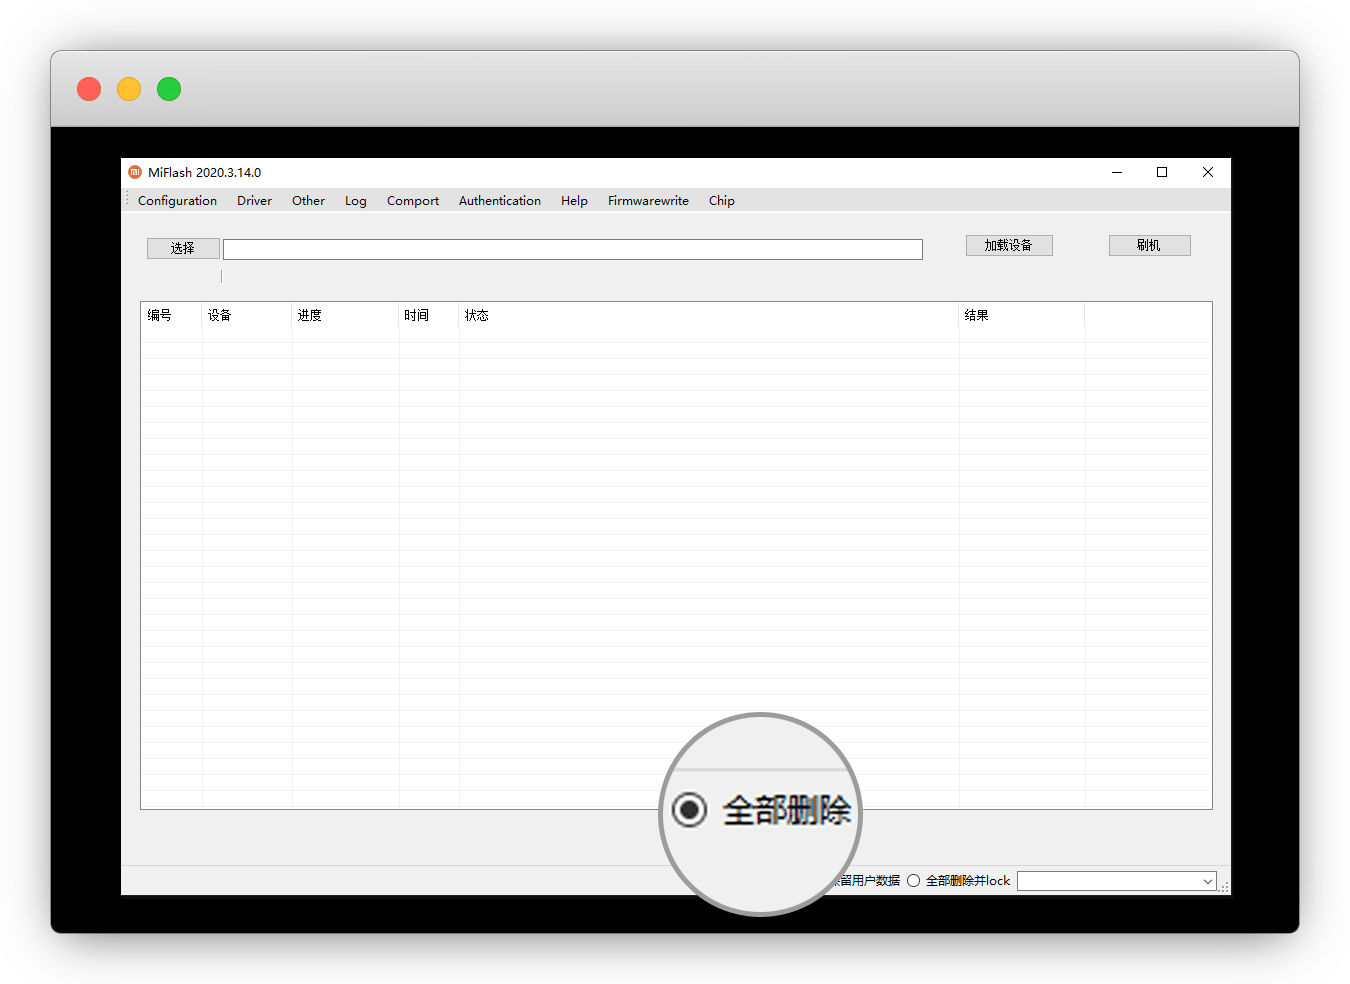 MiFlash 2020.3.14.0
Configuration Driver Other Log Comport Authentication Help Firmwarewrite Chip
选择 加载设备 刷机
编号 设备 进度 时间 状态 结果
全部删除
留用户数据 全部删除并lock